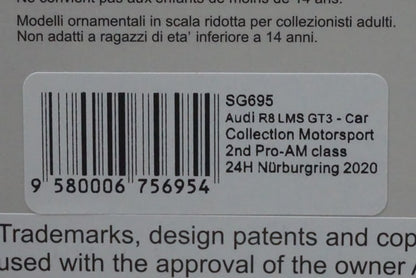 Ne convient pas aux enfants de moins de 14 ans.
Modelli ornamentali in scala ridotta per collezionisti adulti.
Non adatti a ragazzi di eta' inferiore a 14 anni.
SG695
Audi R8 LMS GT3 - Car
Collection Motorsport
2nd Pro-AM class
24H Nürburgring 2020
9 580006 756954
Trademarks, design patents and cop
used with the approval of the owner